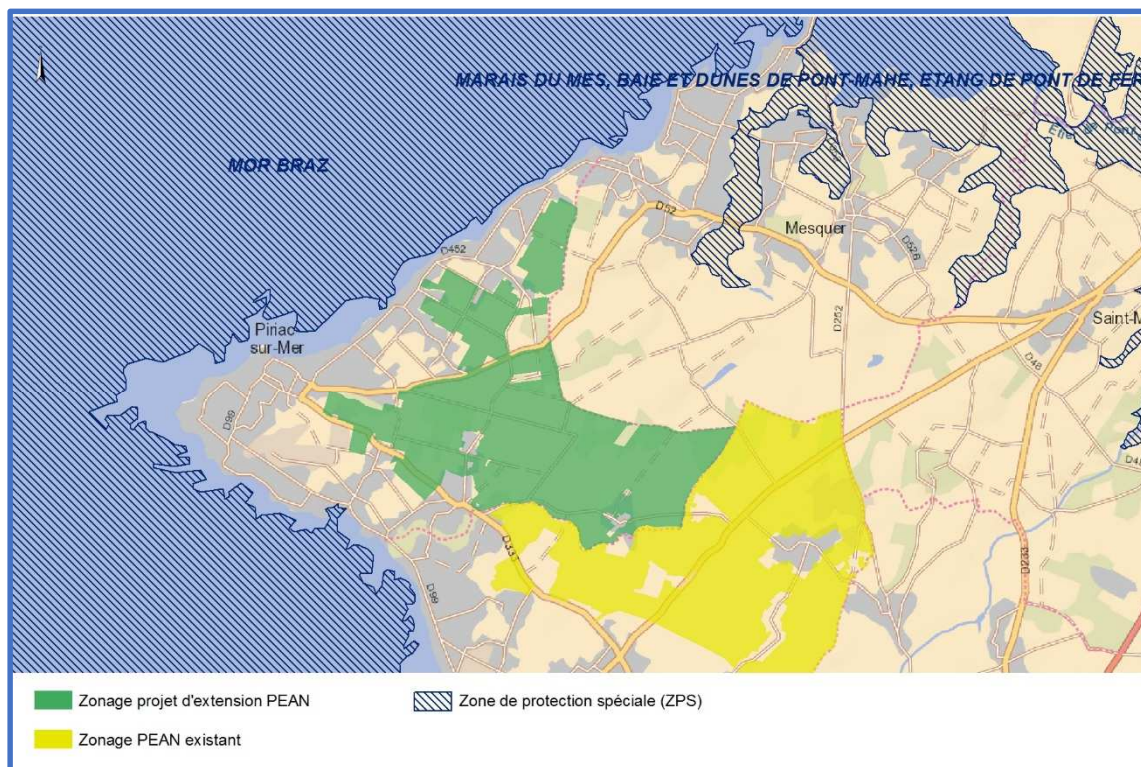 MARAIS DU MES, BAIE ET DUNES DE PONT-MAHE, ETANG DE PONT DE FER
MOR BRAZ
D52
Mesquer
D52B
D452
D252
Piriac
sur-Mer
Saint-M
D48
D99
D333
D99
D233
Zonage projet d'extension PEAN
Zone de protection spéciale (ZPS)
Zonage PEAN existant